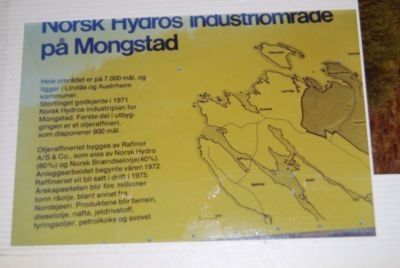 Norsk Hydros industriområde
på Mongstad
Hele området er på 7.000 mål, og
ligger i Lindås og Austrheim
kommuner.
Stortinget godkjente i 1971
Norsk Hydros industriplan for
Mongstad. Første del i utbyg-
gingen er et oljeraffineri,
som disponerer 900 mål.
Oljeraffineriet bygges av Rafinor
A/S & Co., som eies av Norsk Hydro
(60%) og Norsk Brændselolje(40%)
Anleggsarbeidet begynte våren 1972.
Raffineriet vil bli satt i drift i 1975.
Årskapasiteten blir fire millioner
tonn råolje, blant annet fra
Nordsjøen. Produktene blir bensin,
dieselolje, nafta, jetdrivstoff,
fyringsoljer, petrolkoks og svovel.